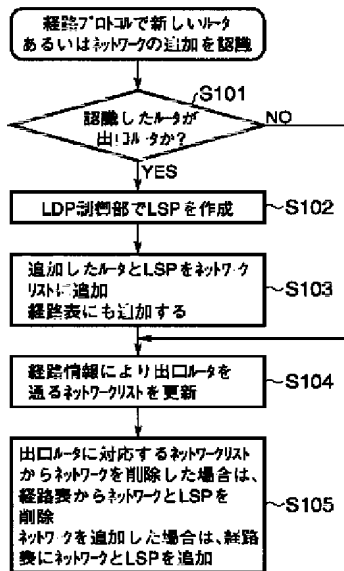 経路プロトコルで新しいルータ
あるいはネットワークの追加を認識
S101
認識したルータが
出口ルータか?
NO
YES
LDP制御部でLSPを作成
S102
追加したルータとLSPをネットワーク
リストに追加
経路表にも追加する
S103
経路情報により出口ルータを
通るネットワークリストを更新
S104
出口ルータに対応するネットワークリスト
からネットワークを削除した場合は、
経路表からネットワークとLSPを
削除
ネットワークを追加した場合は、経路
表にネットワークとLSPを追加
S105